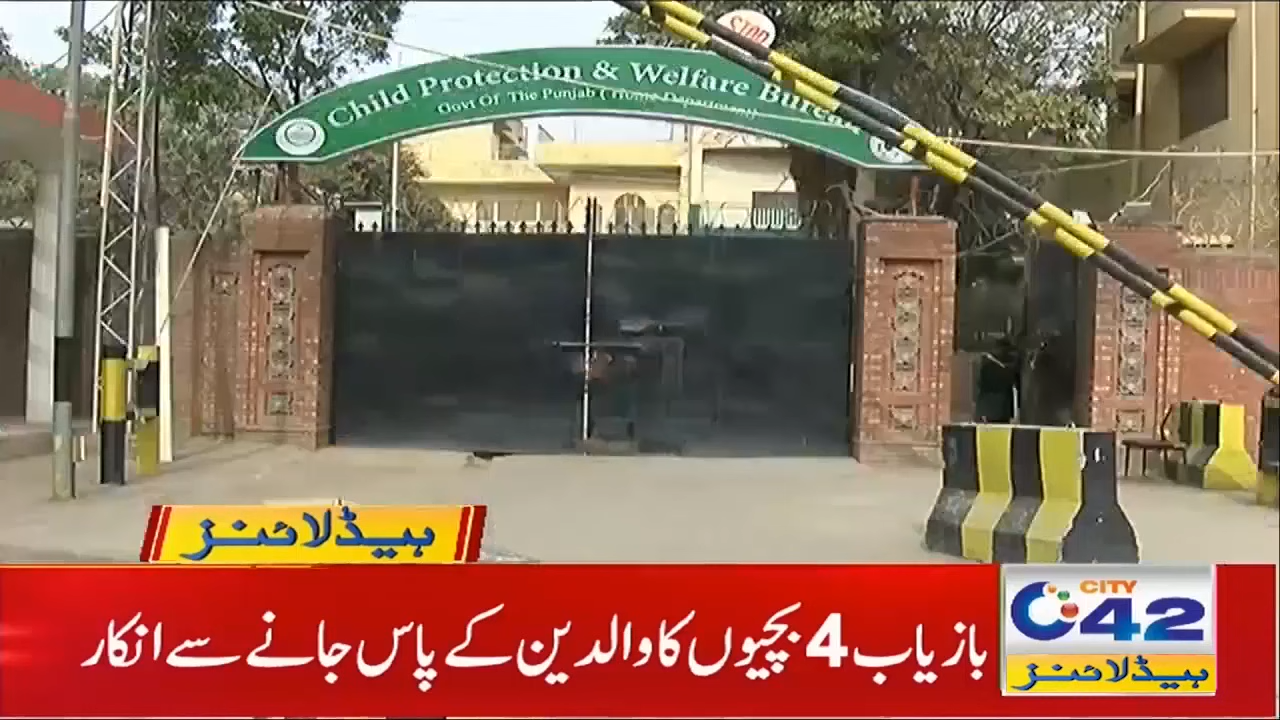 STOP
Child Protection & Welfare Bureau
Govt Of The Punjab ( Home Department)
ہیڈلائنز
بازیاب 4 بچیوں کا والدین کے پاس جانے سے انکار
CITY
42
ہیڈلائنز